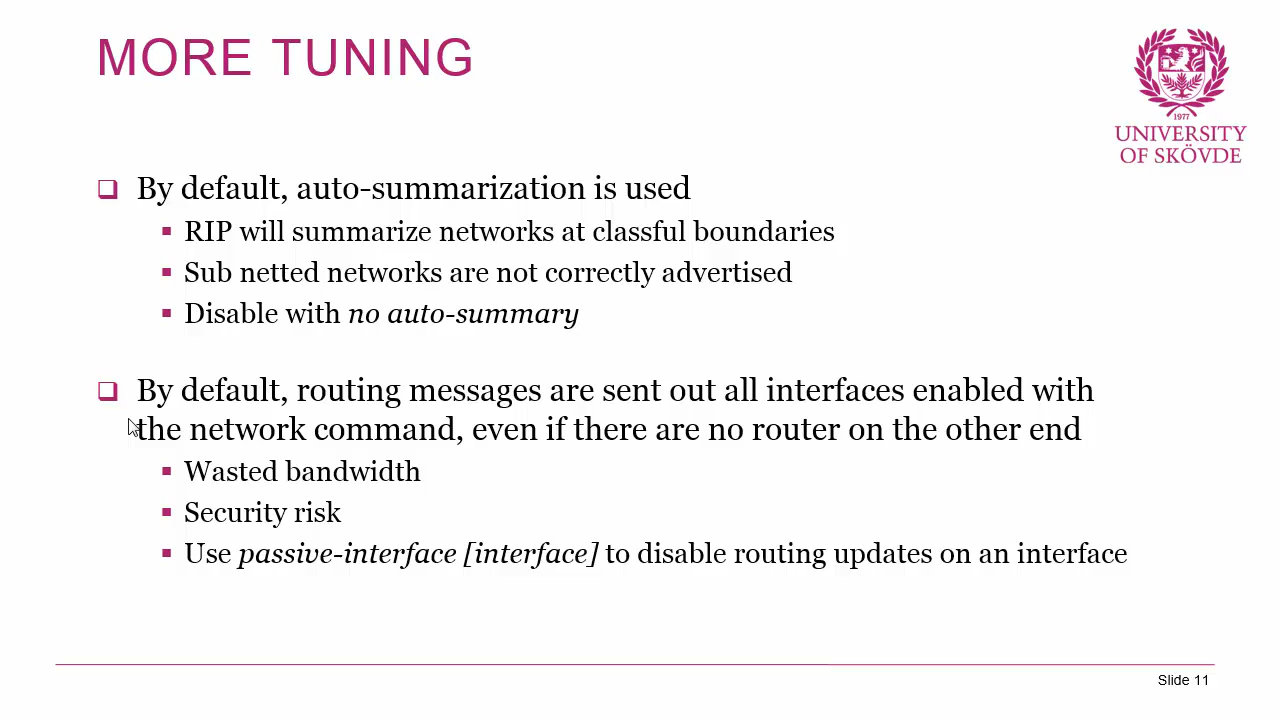 MORE TUNING
1977
UNIVERSITY
OF SKÖVDE
By default, auto-summarization is used
RIP will summarize networks at classful boundaries
Sub netted networks are not correctly advertised
Disable with no auto-summary
By default, routing messages are sent out all interfaces enabled with
the network command, even if there are no router on the other end
Wasted bandwidth
Security risk
Use passive-interface [interface] to disable routing updates on an interface
Slide 11